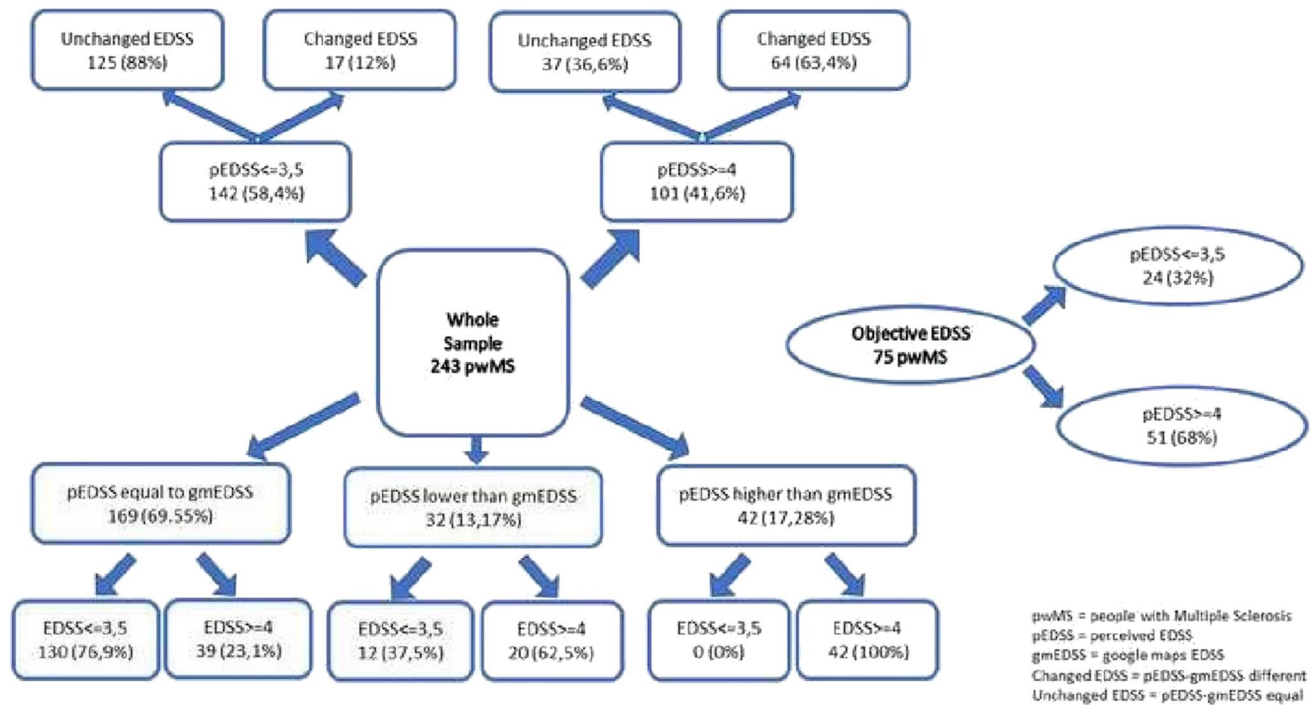 Unchanged EDSS
125 (88%)
Changed EDSS
17 (12%)
Unchanged EDSS
37 (36,6%)
Changed EDSS
64 (63,4%)
pEDSS<=3,5
142 (58,4%)
pEDSS>=4
101 (41,6%)
Whole
Sample
243 pwMS
Objective EDSS
75 pwMS
pEDSS<=3,5
24 (32%)
pEDSS>=4
51 (68%)
pEDSS equal to gmEDSS
169 (69.55%)
pEDSS lower than gmEDSS
32 (13,17%)
pEDSS higher than gmEDSS
42 (17,28%)
EDSS<=3,5
130 (76,9%)
EDSS>=4
39 (23,1%)
EDSS<=3,5
12 (37,5%)
EDSS>=4
20 (62,5%)
EDSS<=3,5
0 (0%)
EDSS>=4
42 (100%)
pwMS = people with Multiple Sclerosis
pEDSS = perceived EDSS
gmEDSS = google maps EDSS
Changed EDSS = pEDSS-gmEDSS different
Unchanged EDSS = pEDSS-gmEDSS equal